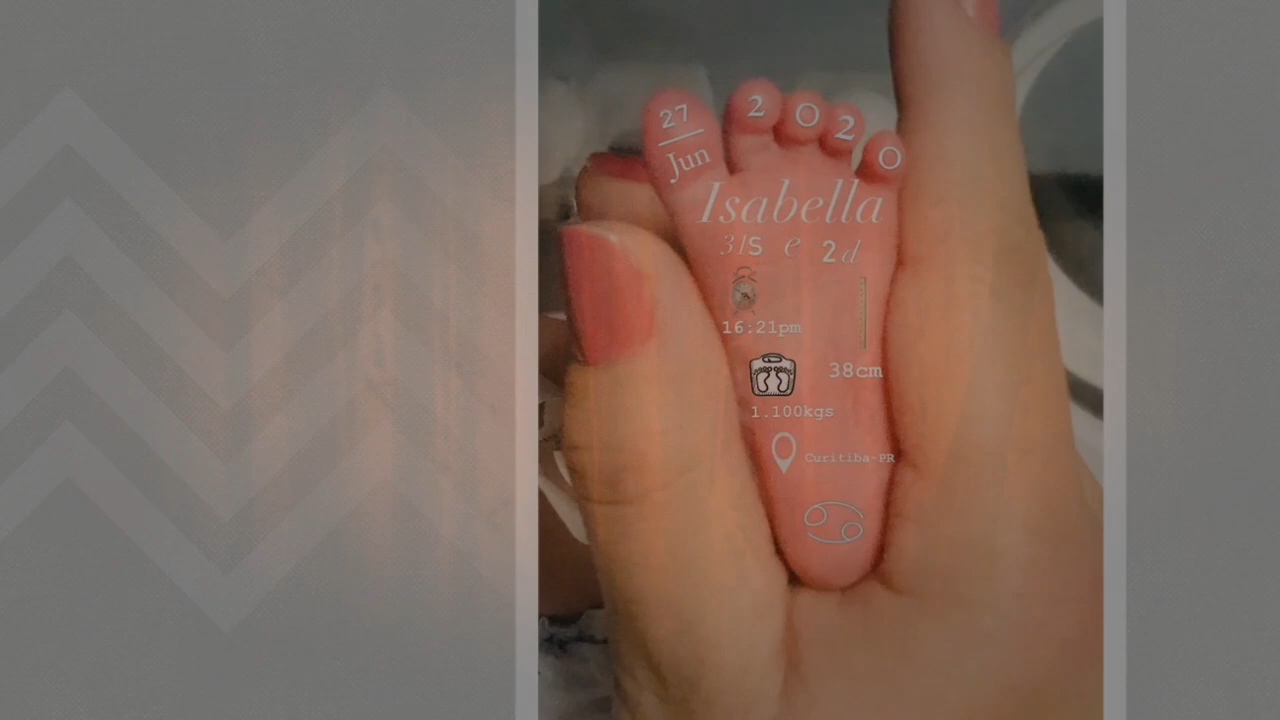 27
Jun
2 0 2 0
Isabella
31S e 2d
16:21pm
38cm
1.100kgs
Curitiba-PR